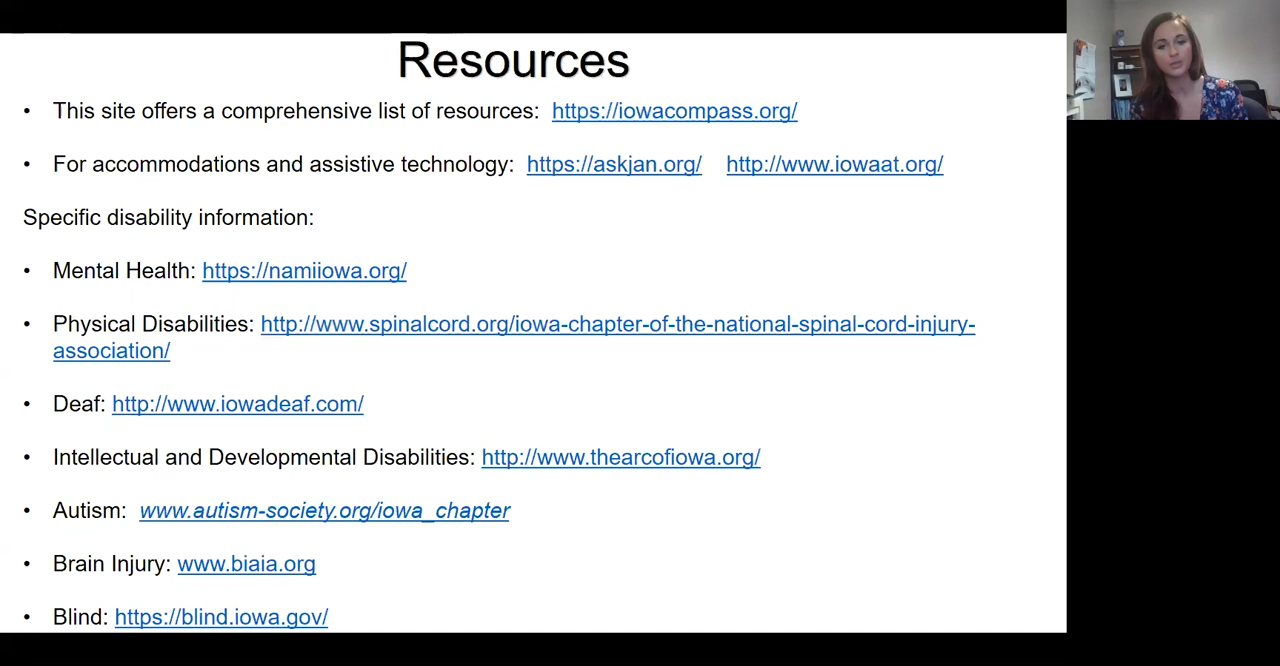 Resources
• This site offers a comprehensive list of resources: https://iowacompass.org/
• For accommodations and assistive technology: https://askjan.org/ http://www.iowaat.org/
Specific disability information:
• Mental Health: https://namiiowa.org/
• Physical Disabilities: http://www.spinalcord.org/iowa-chapter-of-the-national-spinal-cord-injury-
association/
• Deaf: http://www.iowadeaf.com/
• Intellectual and Developmental Disabilities: http://www.thearcofiowa.org/
• Autism: www.autism-society.org/iowa_chapter
• Brain Injury: www.biaia.org
• Blind: https://blind.iowa.gov/